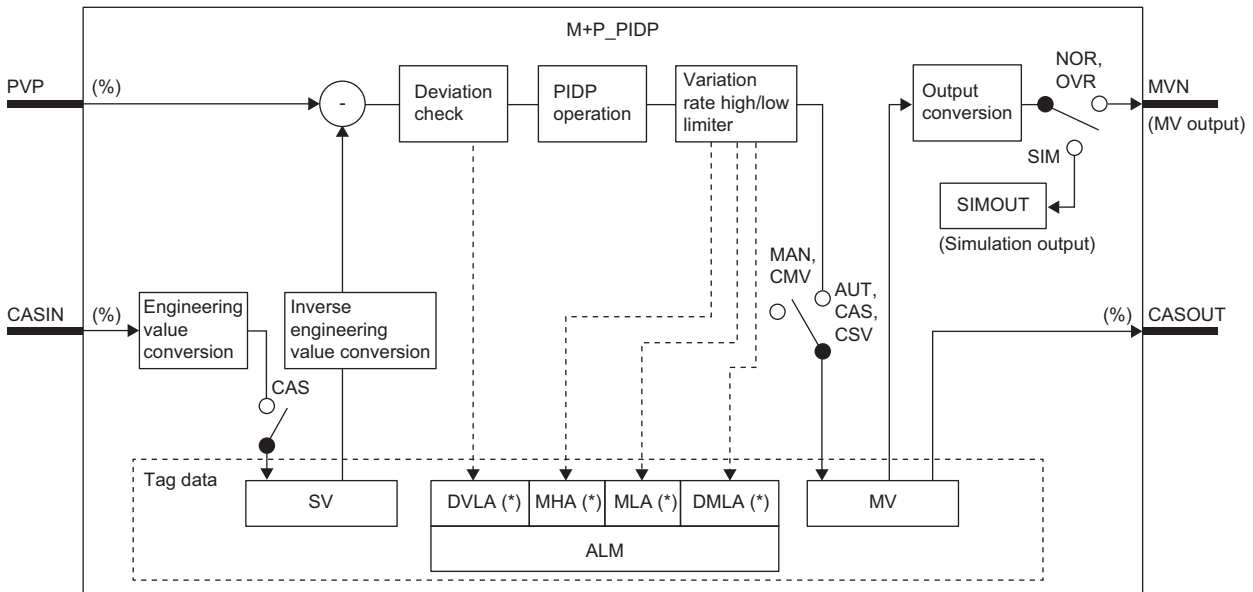 M+P_PIDP
PVP
(%)
-
Deviation
check
PIDP
operation
Variation
rate high/low
limiter
Output
conversion
NOR,
OVR
MVN
(MV output)
SIM
SIMOUT
(Simulation output)
MAN,
CMV
AUT,
CAS,
CSV
CASIN
(%)
Engineering
value
conversion
Inverse
engineering
value conversion
CAS
(%)
CASOUT
Tag data
SV
DVLA (*)
MHA (*)
MLA (*)
DMLA (*)
ALM
MV